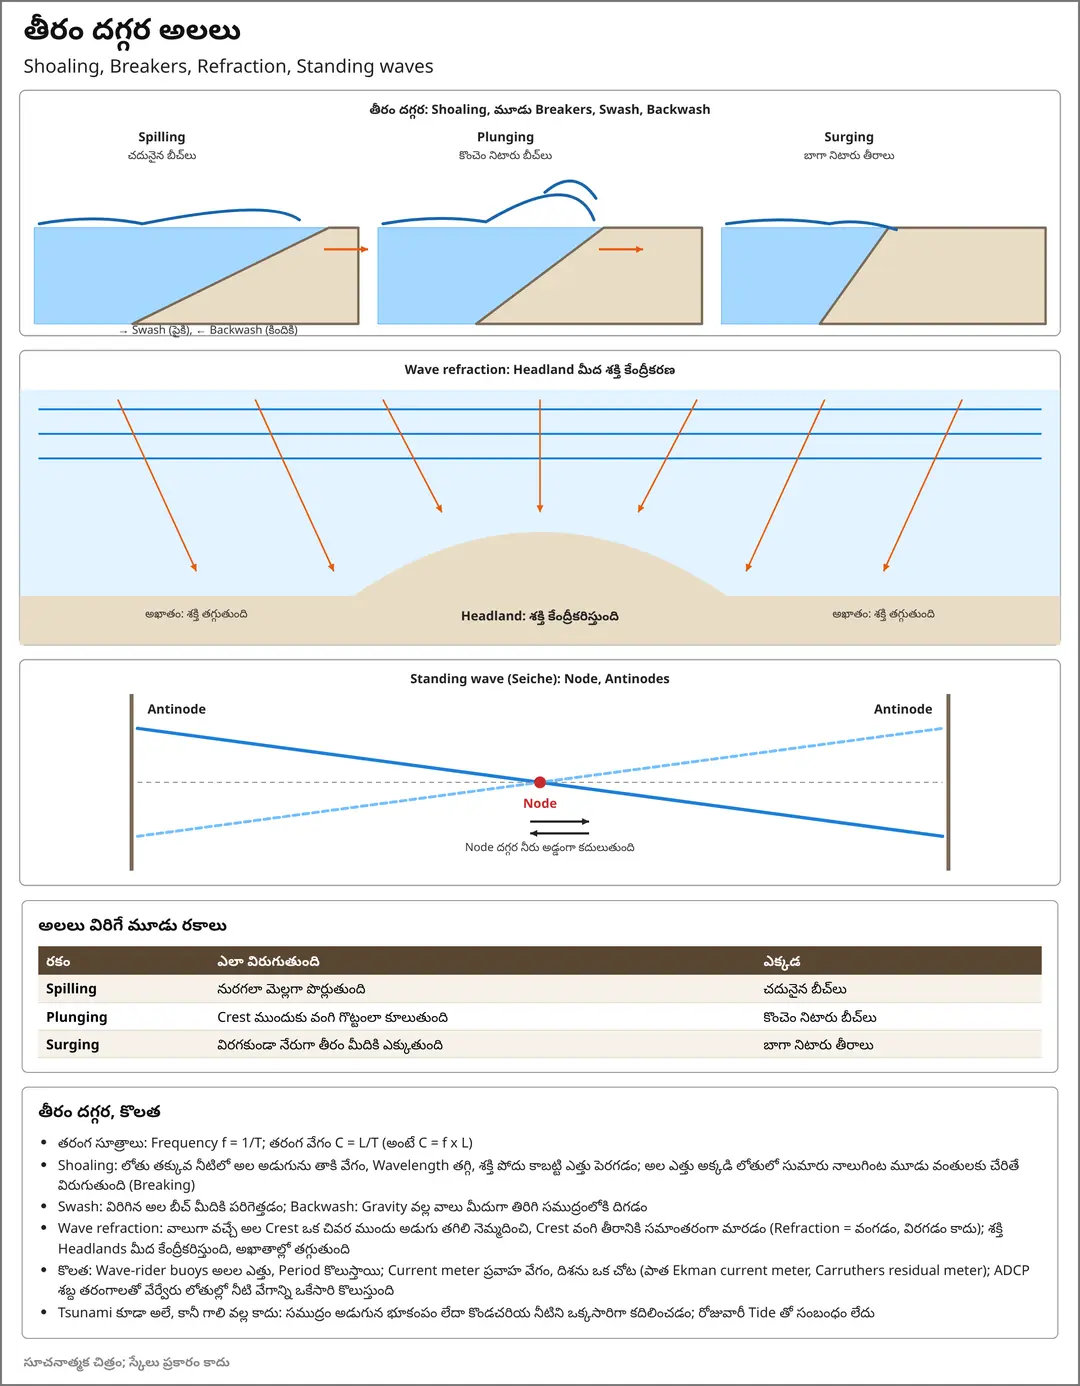 తీరం దగ్గర అలలు
Shoaling, Breakers, Refraction, Standing waves
తీరం దగ్గర: Shoaling, మూడు Breakers, Swash, Backwash
Spilling
చదునైన బీచ్‌లు
Plunging
కొంచెం నిటారు బీచ్‌లు
Surging
బాగా నిటారు తీరాలు
→ Swash (పైకి), ← Backwash (కిందికి)
Wave refraction: Headland మీద శక్తి కేంద్రీకరణ
అఖాతం: శక్తి తగ్గుతుంది
Headland: శక్తి కేంద్రీకరిస్తుంది
అఖాతం: శక్తి తగ్గుతుంది
Standing wave (Seiche): Node, Antinodes
Antinode
Antinode
Node
Node దగ్గర నీరు అడ్డంగా కదులుతుంది
అలలు విరిగే మూడు రకాలు
రకం ఎలా విరుగుతుంది ఎక్కడ
Spilling నురగలా మెల్లగా పొర్లుతుంది చదునైన బీచ్‌లు
Plunging Crest ముందుకు వంగి గొట్టంలా కూలుతుంది కొంచెం నిటారు బీచ్‌లు
Surging విరగకుండా నేరుగా తీరం మీదికి ఎక్కుతుంది బాగా నిటారు తీరాలు
తీరం దగ్గర, కొలత
• తరంగ సూత్రాలు: Frequency f = 1/T; తరంగ వేగం C = L/T (అంటే C = f x L)
• Shoaling: లోతు తక్కువ నీటిలో అల అడుగును తాకి వేగం, Wavelength తగ్గి, శక్తి పోదు కాబట్టి ఎత్తు పెరగడం; అల ఎత్తు అక్కడి లోతులో సుమారు నాలుగింట మూడు వంతులకు చేరితే
విరుగుతుంది (Breaking)
• Swash: విరిగిన అల బీచ్ మీదికి పరిగెత్తడం; Backwash: Gravity వల్ల వాలు మీదుగా తిరిగి సముద్రంలోకి దిగడం
• Wave refraction: వాలుగా వచ్చే అల Crest ఒక చివర ముందు అడుగు తగిలి నెమ్మదించి, Crest వంగి తీరానికి సమాంతరంగా మారడం (Refraction = వంగడం, విరగడం కాదు); శక్తి
Headlands మీద కేంద్రీకరిస్తుంది, అఖాతాల్లో తగ్గుతుంది
• కొలత: Wave-rider buoys అలల ఎత్తు, Period కొలుస్తాయి; Current meter ప్రవాహ వేగం, దిశను ఒక చోట (పాత Ekman current meter, Carruthers residual meter); ADCP
శబ్ద తరంగాలతో వేర్వేరు లోతుల్లో నీటి వేగాన్ని ఒకేసారి కొలుస్తుంది
• Tsunami కూడా అలే, కానీ గాలి వల్ల కాదు: సముద్రం అడుగున భూకంపం లేదా కొండచరియ నీటిని ఒక్కసారిగా కదిలించడం; రోజువారీ Tide తో సంబంధం లేదు
సూచనాత్మక చిత్రం; స్కేలు ప్రకారం కాదు